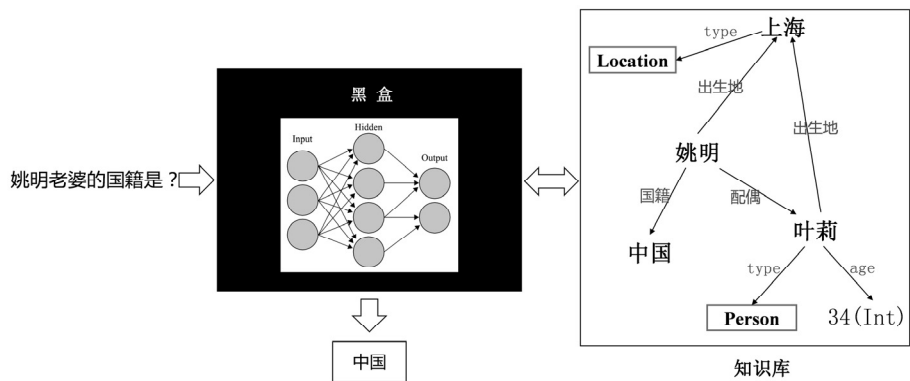 姚明老婆的国籍是？
黑盒
Input
Hidden
Output
中国
上海
type
Location
出生地
出生地
姚明
国籍
配偶
叶莉
中国
type
age
Person
34(Int)
知识库